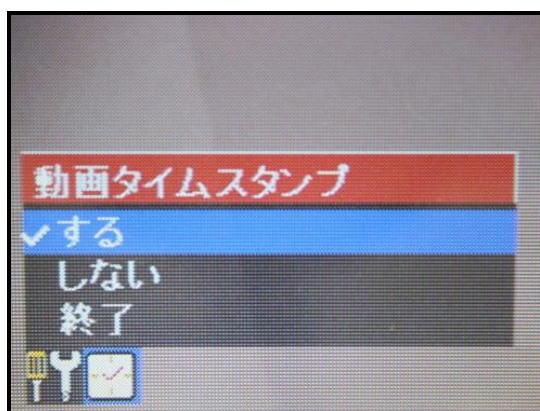 動画タイムスタンプ
する
しない
終了